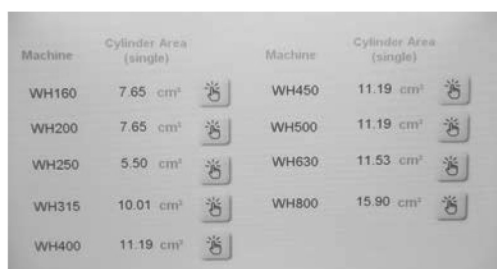 Machine Cylinder Area (single) Machine Cylinder Area (single)
WH160 7.65 cm² WH450 11.19 cm²
WH200 7.65 cm² WH500 11.19 cm²
WH250 5.50 cm² WH630 11.53 cm²
WH315 10.01 cm² WH800 15.90 cm²
WH400 11.19 cm²